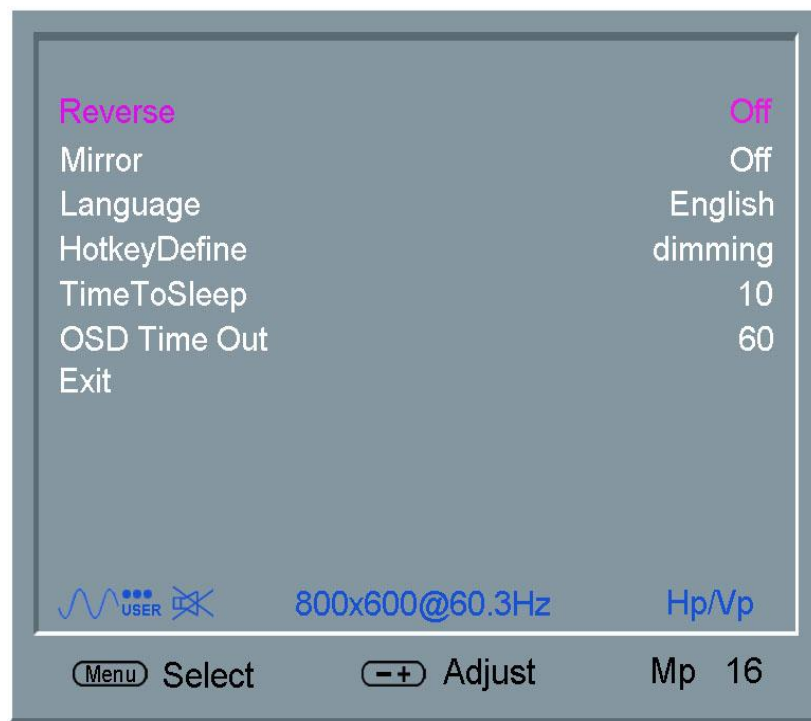 Reverse Off
Mirror Off
Language English
HotkeyDefine dimming
TimeToSleep 10
OSD Time Out 60
Exit
USER 800x600@60.3Hz Hp/Vp
Menu Select -+ Adjust Mp 16